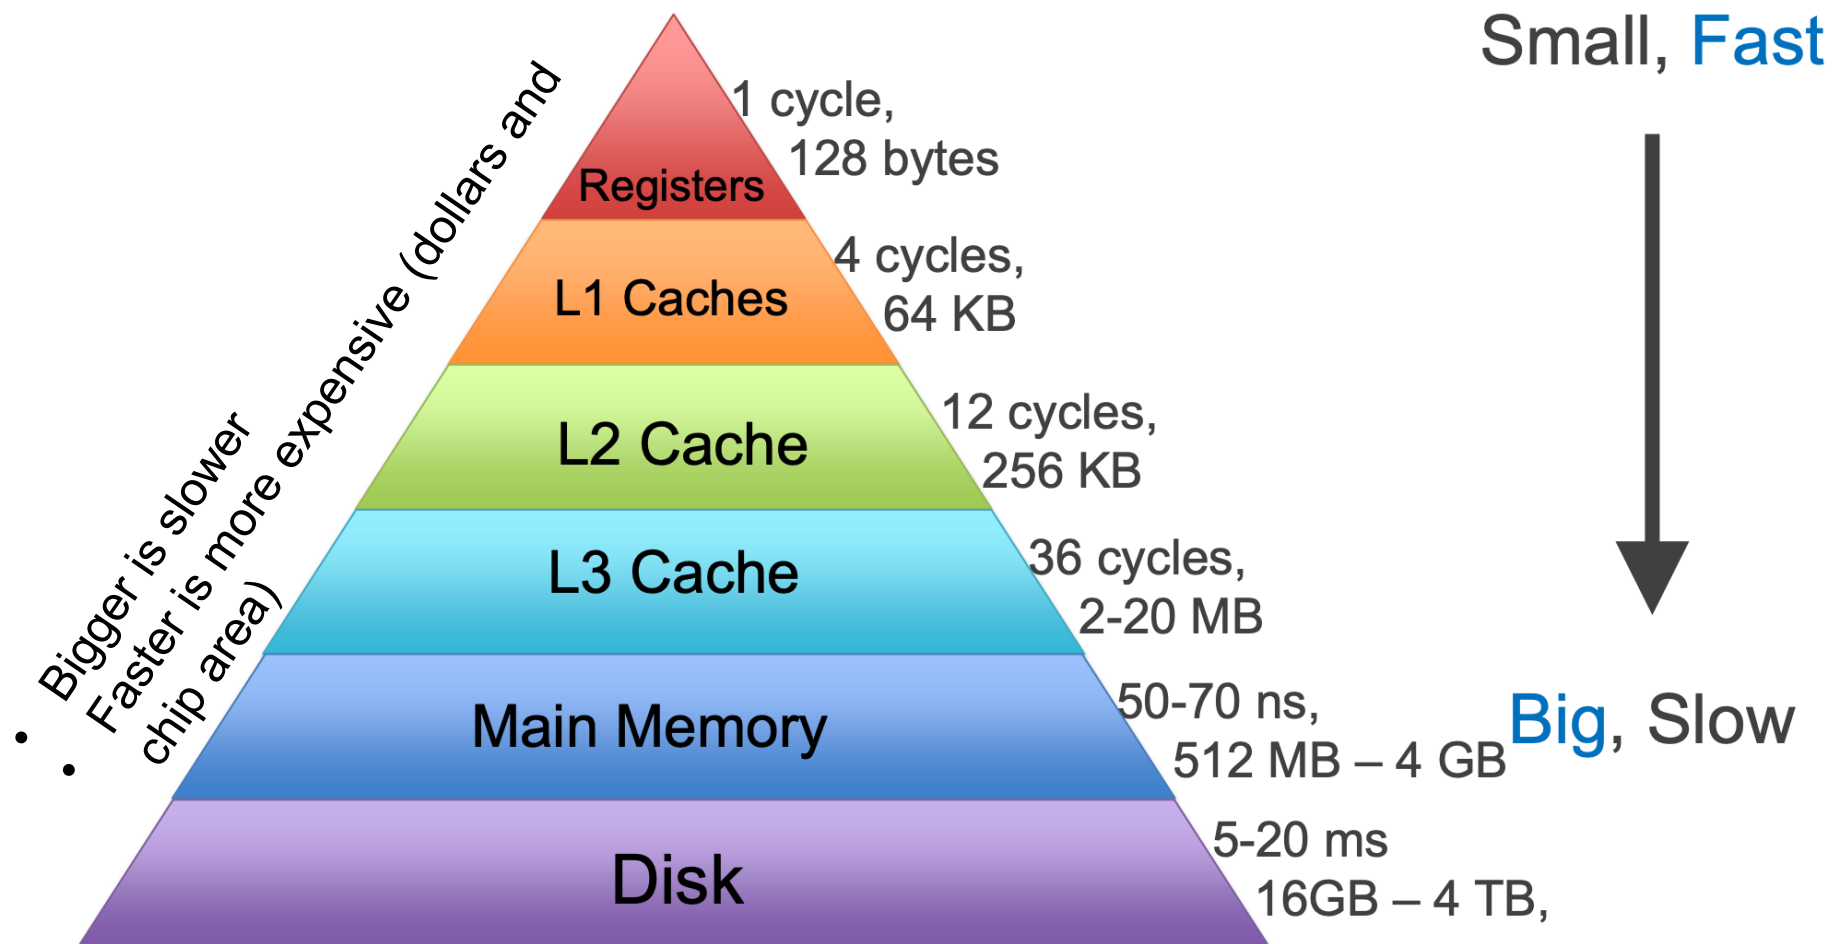 Small, Fast
1 cycle,
128 bytes
Registers
4 cycles,
64 KB
L1 Caches
12 cycles,
256 KB
L2 Cache
36 cycles,
2-20 MB
L3 Cache
50-70 ns,
512 MB – 4 GB
Main Memory
Big, Slow
5-20 ms
16GB – 4 TB,
Disk
• Bigger is slower
• Faster is more expensive (dollars and
chip area)